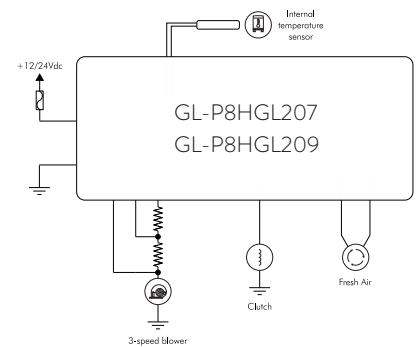 Internal
temperature
sensor
+12/24Vdc
GL-P8HGL207
GL-P8HGL209
Fresh Air
Clutch
3-speed blower